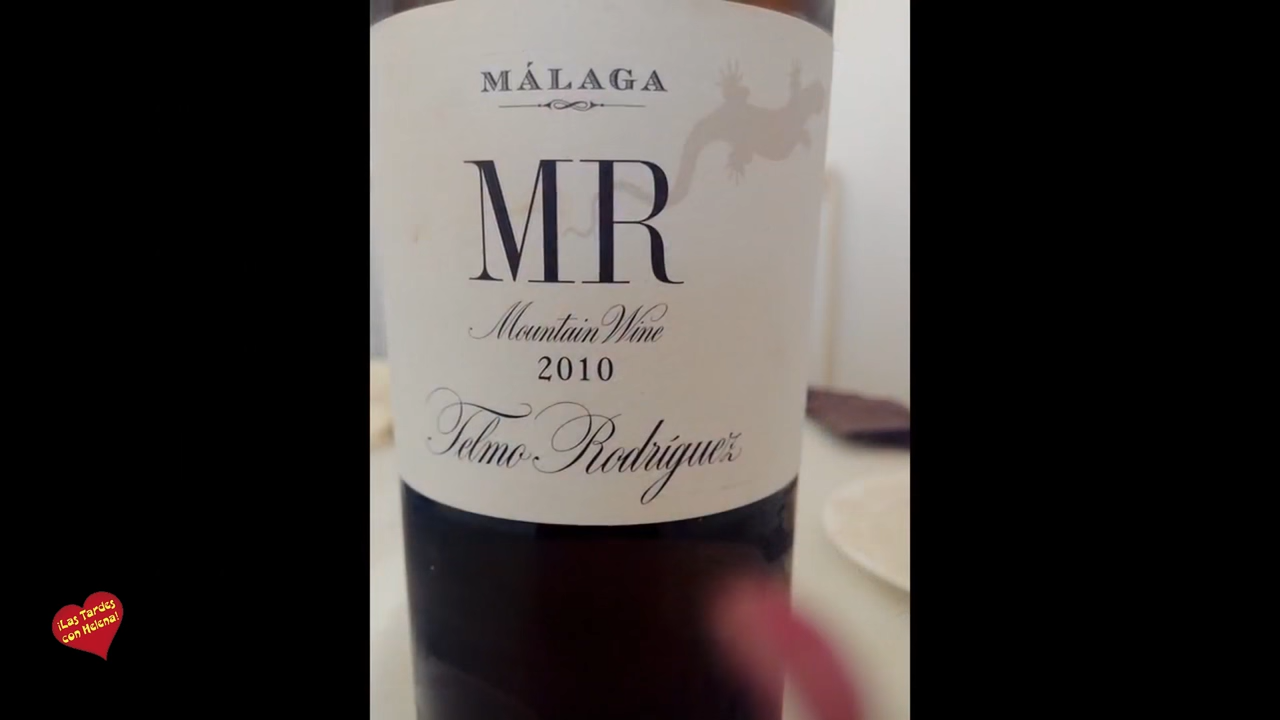 MÁLAGA
MR
Mountain Wine
2010
Telmo Rodríguez
¡Las Tardes
con Helena!